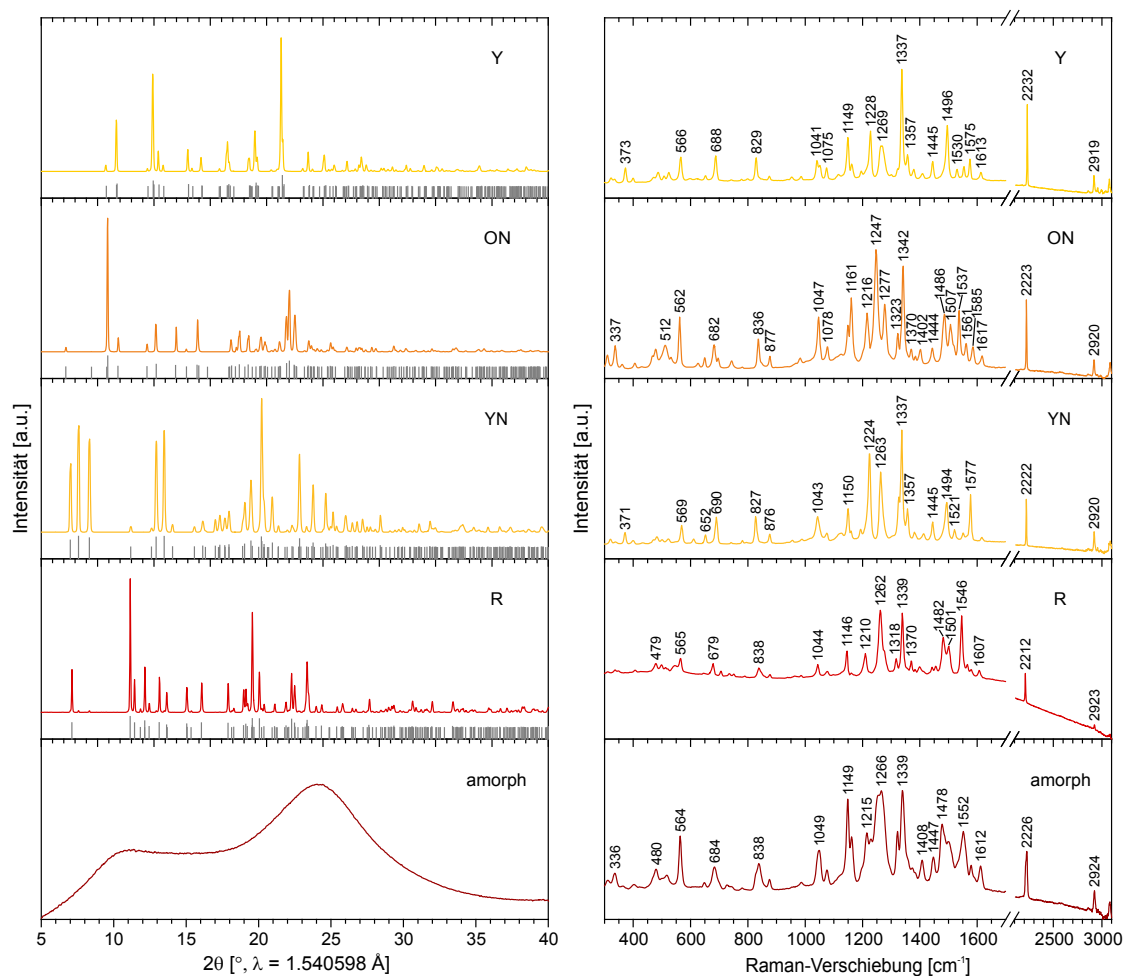 Y
ON
YN
R
amorph
Intensität [a.u.]
5 10 15 20 25 30 35 40
2θ [°, λ = 1.540598 Å]
Y
373 566 688 829 1041 1075 1149 1228 1269 1337 1357 1445 1496 1530 1575 1613 2232 2919
ON
337 512 562 682 836 877 1047 1078 1161 1216 1247 1277 1323 1342 1370 1402 1444 1486 1507 1537 1561 1585 1617 2223 2920
YN
371 569 652 690 827 876 1043 1150 1224 1263 1337 1357 1445 1494 1521 1577 2222 2920
R
479 565 679 838 1044 1146 1210 1262 1318 1339 1370 1482 1501 1546 1607 2212 2923
amorph
336 480 564 684 838 1049 1149 1215 1266 1339 1408 1447 1478 1552 1612 2226 2924
Intensität [a.u.]
400 600 800 1000 1200 1400 1600 2500 3000
Raman-Verschiebung [cm⁻¹]